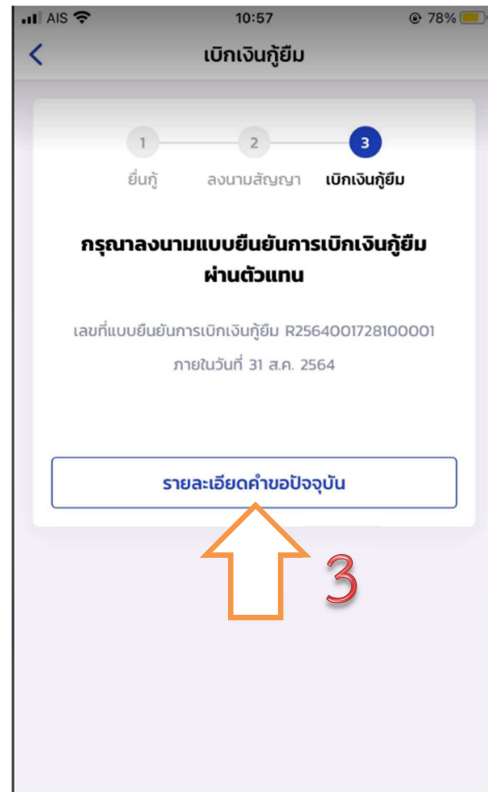 AIS 10:57 78%
เบิกเงินกู้ยืม
1 2 3
ยื่นกู้ ลงนามสัญญา เบิกเงินกู้ยืม
กรุณาลงนามแบบยืนยันการเบิกเงินกู้ยืม
ผ่านตัวแทน
เลขที่แบบยืนยันการเบิกเงินกู้ยืม R2564001728100001
ภายในวันที่ 31 ส.ค. 2564
รายละเอียดคำขอปัจจุบัน
3